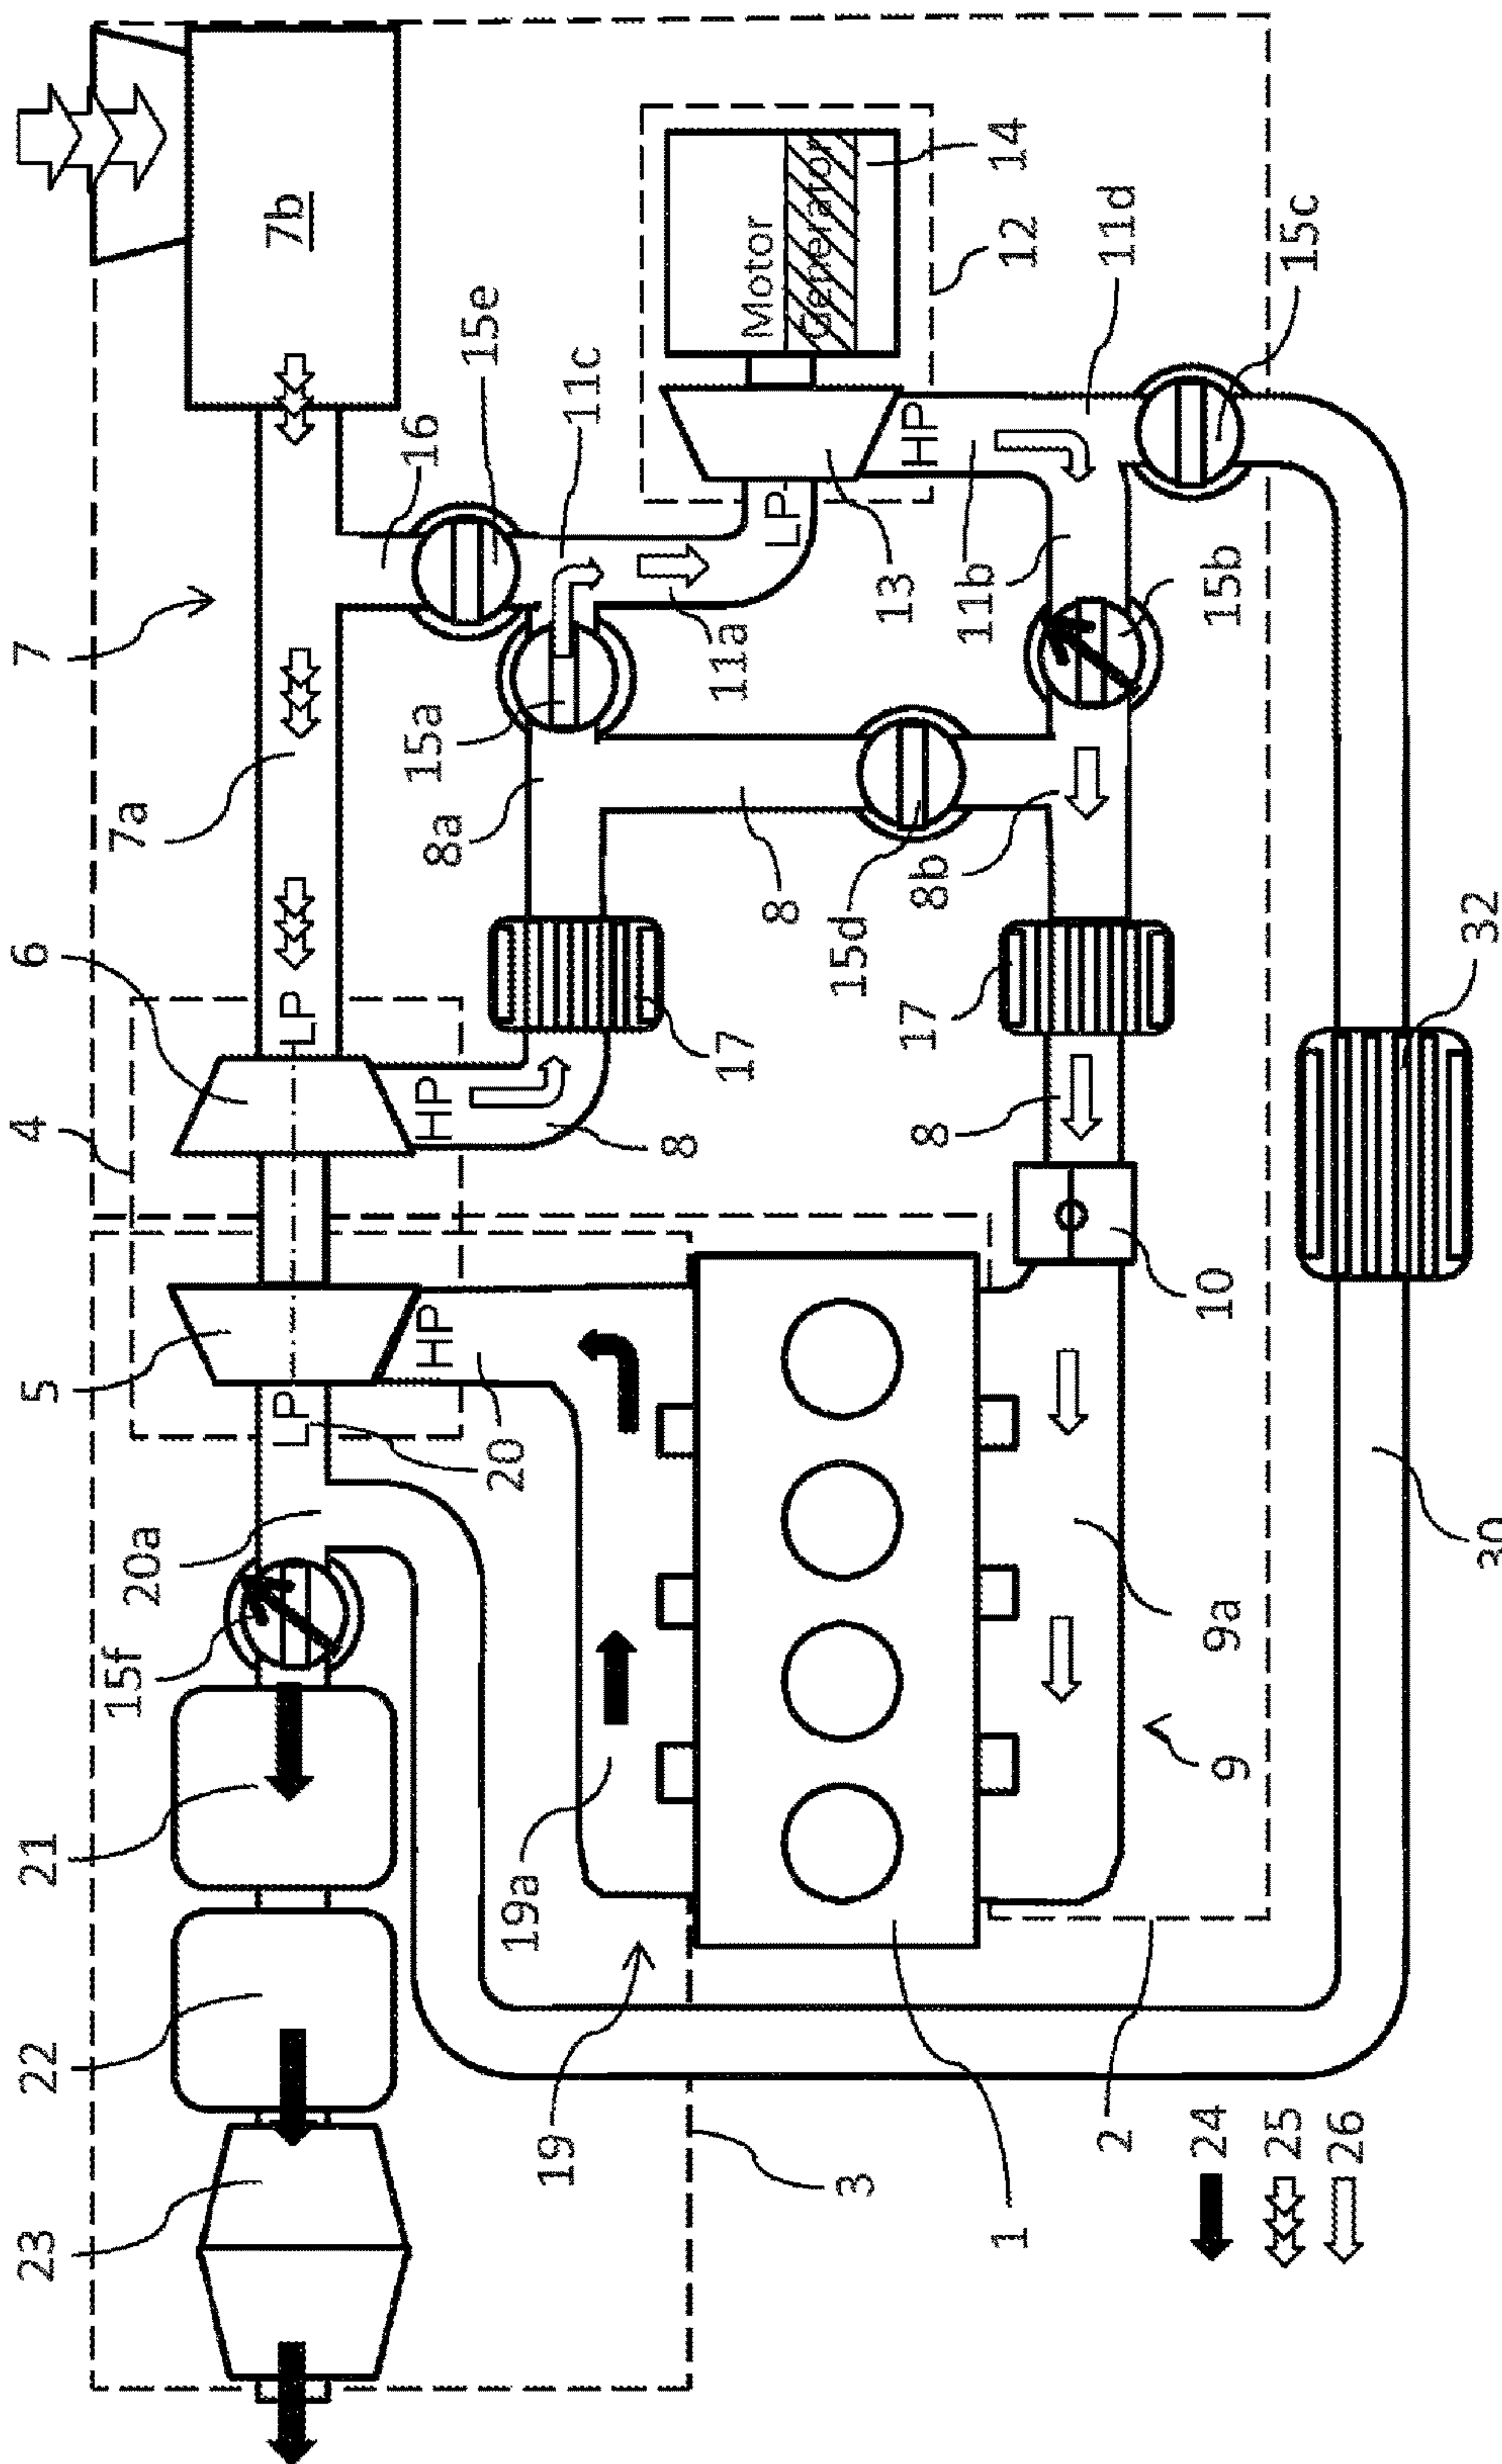 23
22
21
15f
20a
5
4
6
7a
7
7b
LP
LP
HP
HP
20
8
17
8a
15a
16
15e
11c
11a
LP
HP
Motor
Generator
14
12
13
11d
11b
15c
15b
8
15d
8b
17
8
10
32
19a
19
3
1
2
9a
9
30
24
25
26